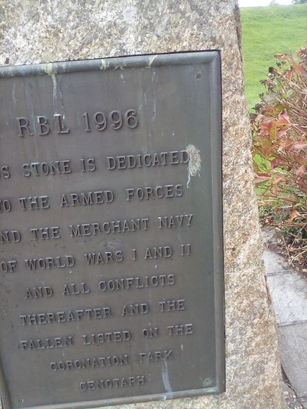 RBL 1996
S STONE IS DEDICATED
TO THE ARMED FORCES
AND THE MERCHANT NAVY
OF WORLD WARS I AND II
AND ALL CONFLICTS
THEREAFTER AND THE
FALLEN LISTED ON THE
CORONATION PARK
CENOTAPH